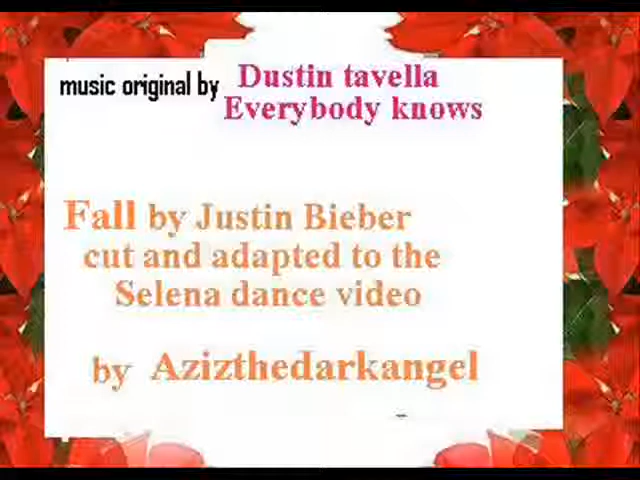 music original by Dustin tavella
Everybody knows
Fall by Justin Bieber
cut and adapted to the
Selena dance video
by Azizthedarkangel